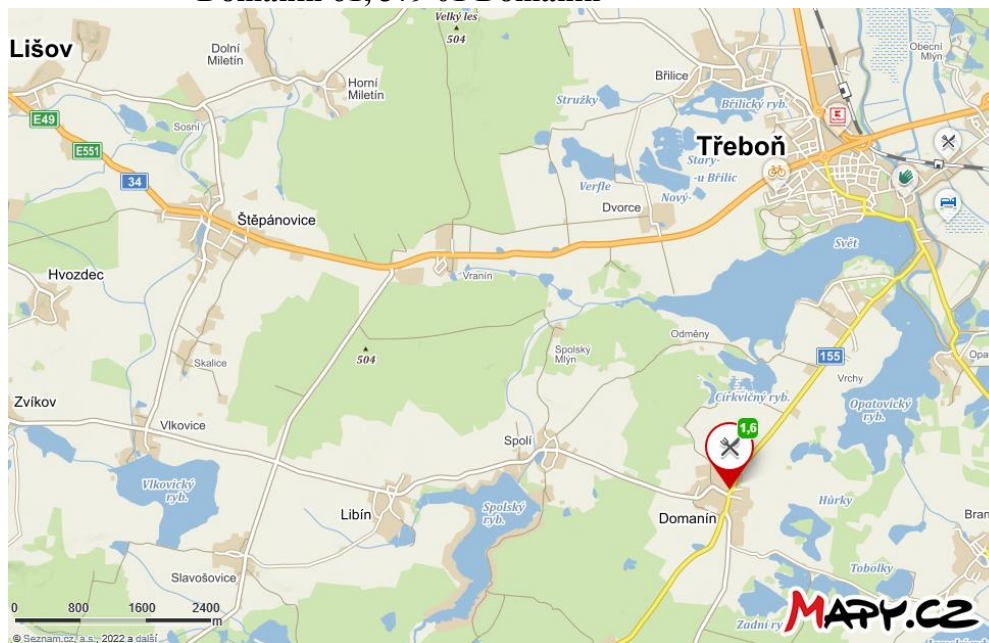 Velký les
504
Lišov
Dolní
Miletín
Horní
Miletín
Obecní
Mlýn
Břilice
Stružky
Břilický ryb.
E
E49
Sosní
E551
Třeboň
Starý
-u Břilic
Nový-
Verfle
Dvorce
34
Štěpánovice
Svět
Hvozdec
Vranín
Odměny
Spolský
Mlýn
504
Skalice
155
Vrchy
Cirkvičný ryb.
Opatovický
ryb.
Zvíkov
Vlkovice
1,6
Spolí
Vlkovický
ryb.
Spolský
ryb.
Hůrky
Libín
Domanín
Bran
Slavošovice
Tobolky
Zadní ry
0 800 1600 2400
m
MAPY.CZ
© Seznam.cz, a.s., 2022 a další